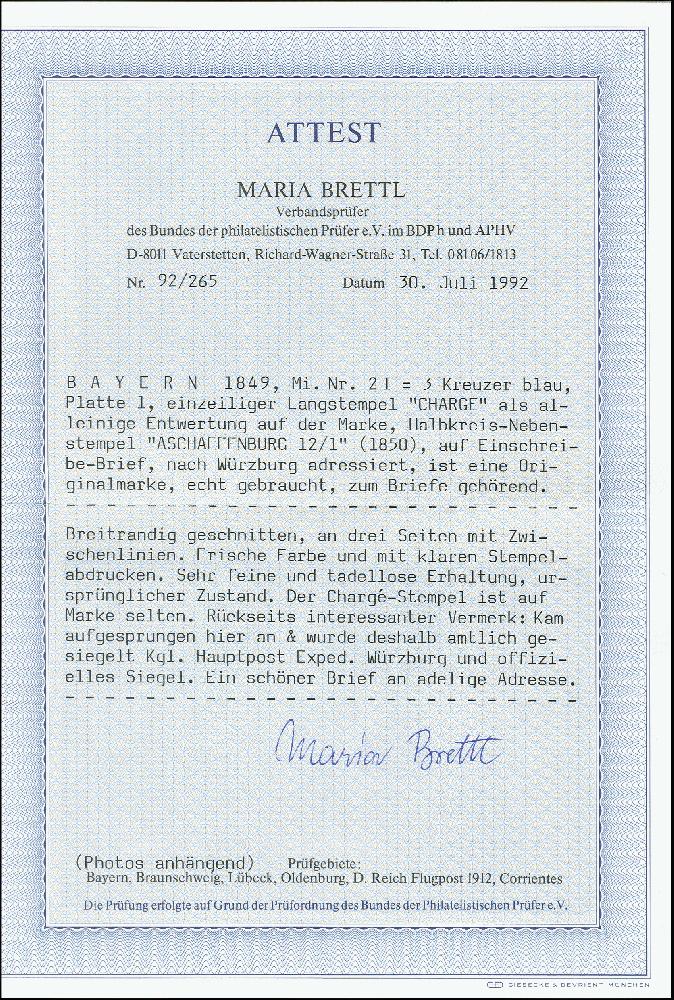 ATTEST
MARIA BRETTL
Verbandsprüfer
des Bundes der philatelistischen Prüfer e.V. im BDPh und APHV
D-8011 Vaterstetten, Richard-Wagner-Straße 31, Tel. 08106/1813
Nr. 92/265 Datum 30. Juli 1992
B A Y E R N 1849, Mi. Nr. 2I = 3 Kreuzer blau,
Platte 1, einzeiliger Langstempel "CHARGE" als al-
leinige Entwertung auf der Marke, Halbkreis-Neben-
stempel "ASCHAFFENBURG 12/1" (1850), auf Einschrei-
be-Brief, nach Würzburg adressiert, ist eine Ori-
ginalmarke, echt gebraucht, zum Briefe gehörend.
Breitrandig geschnitten, an drei Seiten mit Zwi-
schenlinien. Frische Farbe und mit klaren Stempel-
abdrucken. Sehr feine und tadellose Erhaltung, ur-
sprünglicher Zustand. Der Chargé-Stempel ist auf
Marke selten. Rückseits interessanter Vermerk: Kam
aufgesprungen hier an & wurde deshalb amtlich ge-
siegelt Kgl. Hauptpost Exped. Würzburg und offizi-
elles Siegel. Ein schöner Brief an adelige Adresse.
Maria Brettl
(Photos anhängend) Prüfgebiete:
Bayern, Braunschweig, Lübeck, Oldenburg, D. Reich Flugpost 1912, Corrientes
Die Prüfung erfolgte auf Grund der Prüfordnung des Bundes der Philatelistischen Prüfer e.V.
GIESECKE & DEVRIENT MÜNCHEN